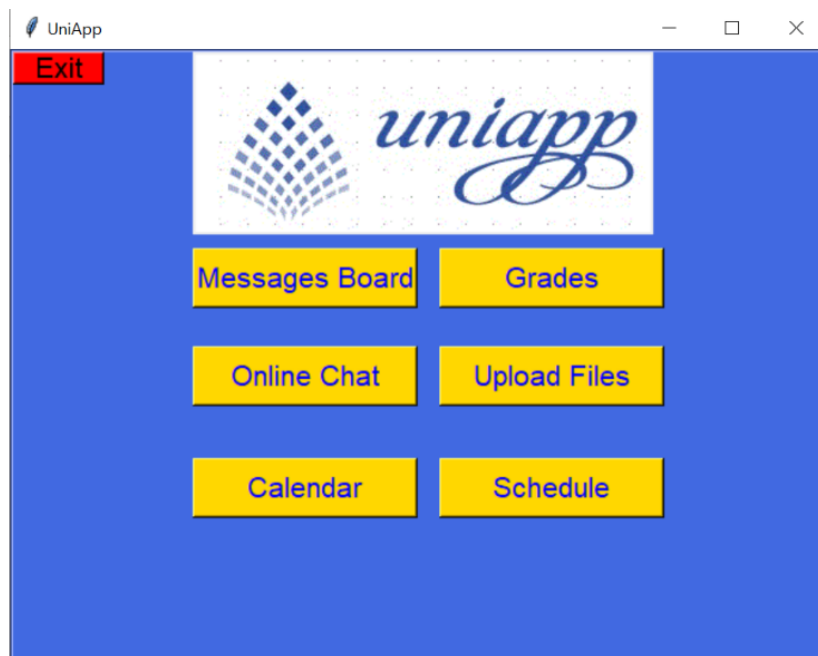 UniApp
Exit
uniapp
Messages Board
Grades
Online Chat
Upload Files
Calendar
Schedule